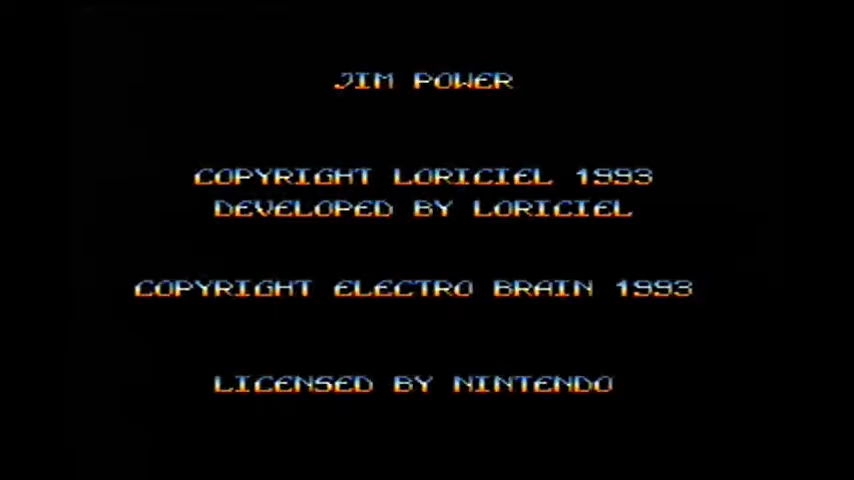 JIM POWER
COPYRIGHT LORICIEL 1993
DEVELOPED BY LORICIEL
COPYRIGHT ELECTRO BRAIN 1993
LICENSED BY NINTENDO